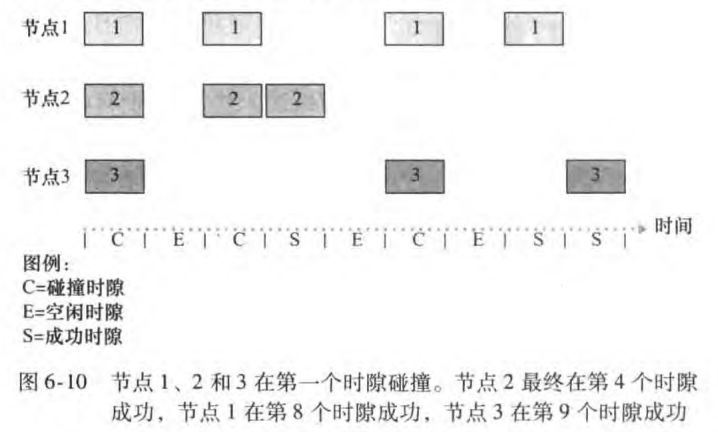 节点1 1 1 1 1
节点2 2 2 2
节点3 3 3 3
时间
| C | E | C | S | E | C | E | S | S |
图例：
C=碰撞时隙
E=空闲时隙
S=成功时隙
图 6-10 节点 1、2 和 3 在第一个时隙碰撞。节点 2 最终在第 4 个时隙
成功，节点 1 在第 8 个时隙成功，节点 3 在第 9 个时隙成功